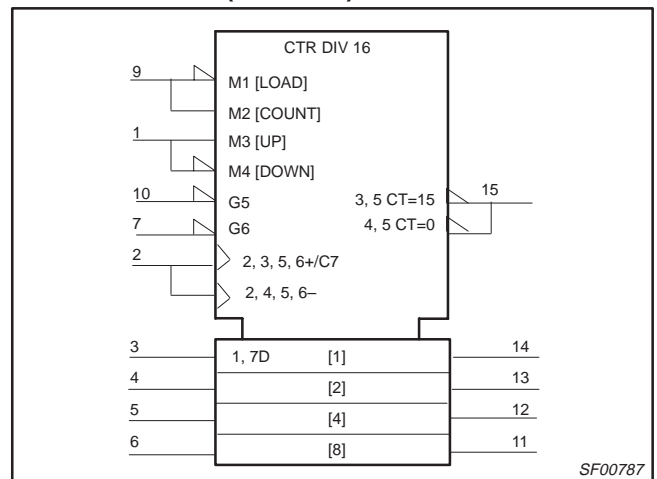 CTR DIV 16
9 M1 [LOAD]
M2 [COUNT]
1 M3 [UP]
M4 [DOWN]
10 G5 3, 5 CT=15 15
7 G6 4, 5 CT=0
2 2, 3, 5, 6+/C7
2, 4, 5, 6–
3 1, 7D [1] 14
4 [2] 13
5 [4] 12
6 [8] 11
SF00787